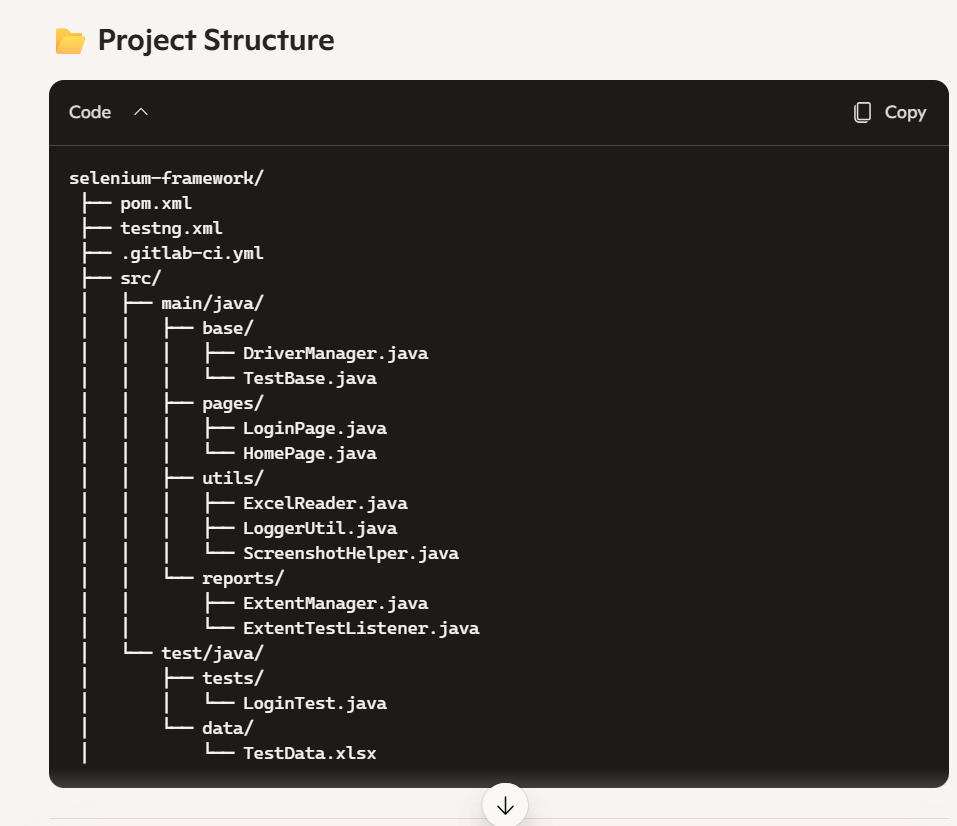 📂 Project Structure
Code
Copy
selenium-framework/
 ├── pom.xml
 ├── testng.xml
 ├── .gitlab-ci.yml
 ├── src/
 │   ├── main/java/
 │   │   ├── base/
 │   │   │   ├── DriverManager.java
 │   │   │   └── TestBase.java
 │   │   ├── pages/
 │   │   │   ├── LoginPage.java
 │   │   │   └── HomePage.java
 │   │   ├── utils/
 │   │   │   ├── ExcelReader.java
 │   │   │   ├── LoggerUtil.java
 │   │   │   └── ScreenshotHelper.java
 │   │   └── reports/
 │   │       ├── ExtentManager.java
 │   │       └── ExtentTestListener.java
 │   └── test/java/
 │       ├── tests/
 │       │   └── LoginTest.java
 │       └── data/
 │           └── TestData.xlsx